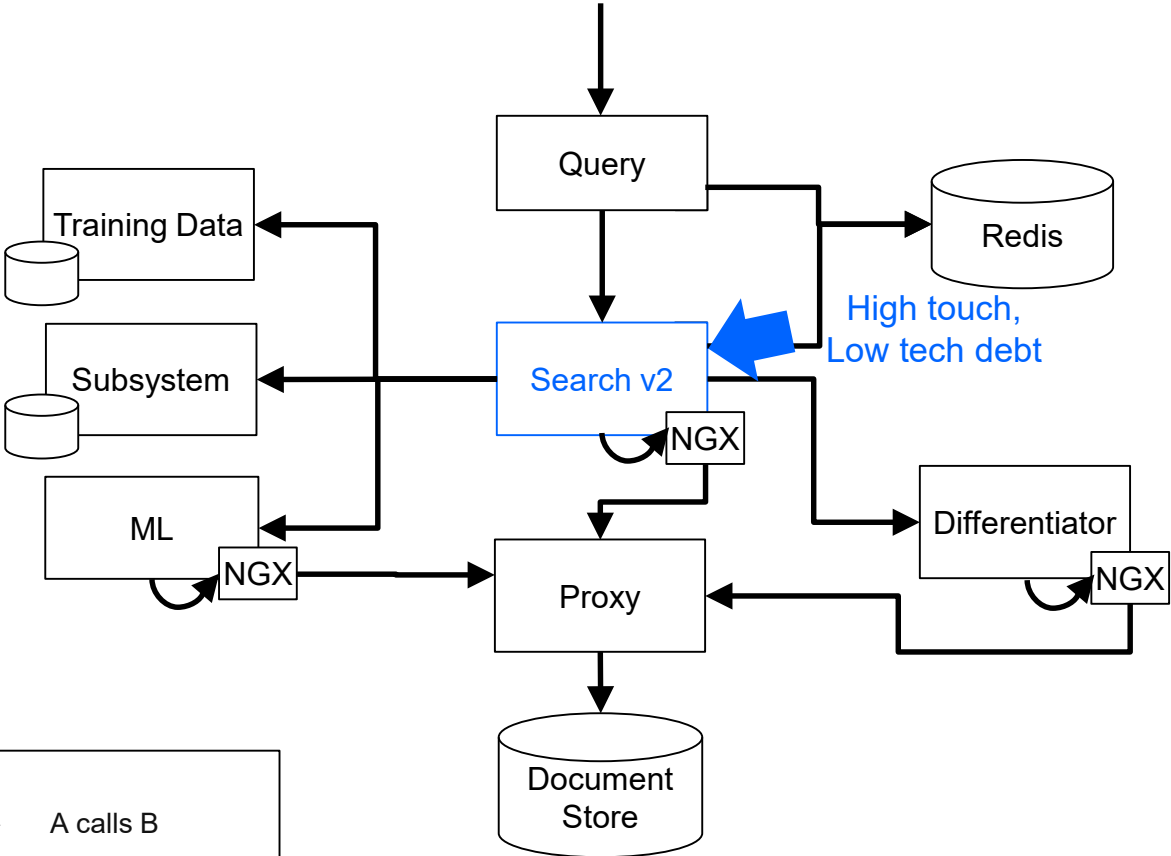 Query
Training Data
Redis
High touch,
Low tech debt
Subsystem
Search v2
NGX
ML
Differentiator
NGX
NGX
Proxy
Document
Store
A calls B